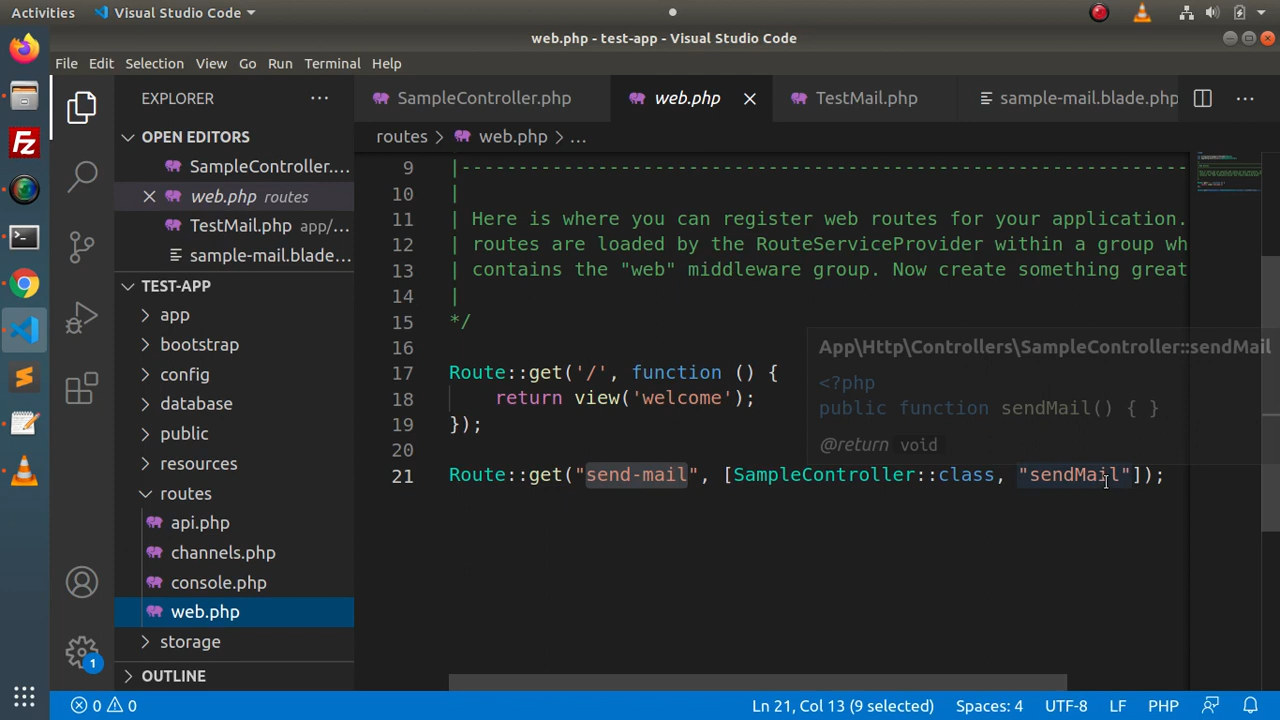 Activities
Visual Studio Code
web.php - test-app - Visual Studio Code
File Edit Selection View Go Run Terminal Help
EXPLORER
SampleController.php
web.php
TestMail.php
sample-mail.blade.php
OPEN EDITORS
routes
web.php
...
SampleController....
web.php routes
TestMail.php app/...
sample-mail.blade...
TEST-APP
app
bootstrap
config
database
public
resources
routes
api.php
channels.php
console.php
web.php
storage
OUTLINE
9 |--------------------------------------------------------------
10 |
11 | Here is where you can register web routes for your application.
12 | routes are loaded by the RouteServiceProvider within a group wh
13 | contains the "web" middleware group. Now create something great
14 |
15 */
16
17 Route::get('/', function () {
18 return view('welcome');
19 });
20
21 Route::get("send-mail", [SampleController::class, "sendMail"]);
App\Http\Controllers\SampleController::sendMail
<?php
public function sendMail() { }
@return void
1
0 0
Ln 21, Col 13 (9 selected)
Spaces: 4
UTF-8
LF
PHP